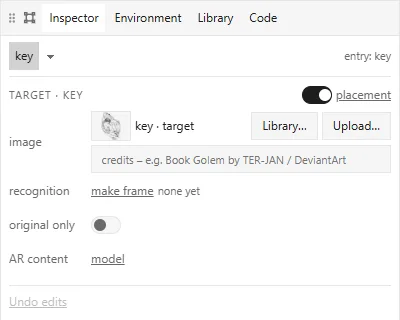 Inspector Environment Library Code
key entry: key
TARGET · KEY placement
image key · target Library... Upload...
credits – e.g. Book Golem by TER-JAN / DeviantArt
recognition make frame none yet
original only
AR content model
Undo edits